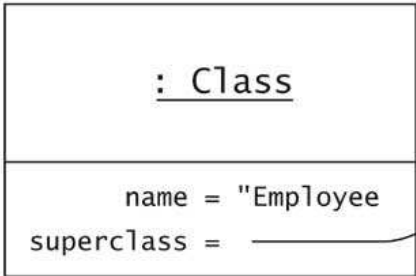 : Class
name = "Employee
superclass =